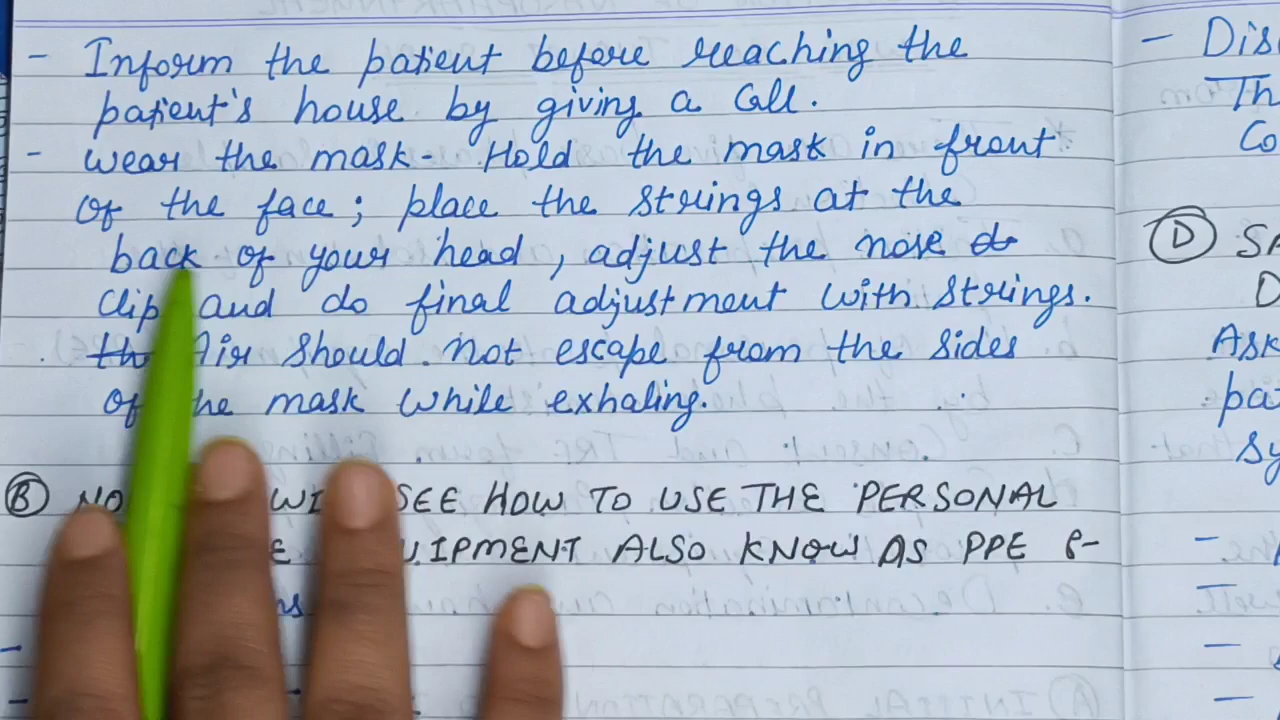 - Inform the patient before reaching the
patient's house by giving a Call.
- Wear the mask - Hold the mask in front
of the face; place the strings at the
back of your head, adjust the nose
Clip and do final adjustment with strings.
Air should not escape from the sides
of the mask while exhaling.
(B) SEE HOW TO USE THE PERSONAL
ALSO KNOW AS PPE :-
- Dis
Th
Co
(D) SA
D
Ask
pa
Sy